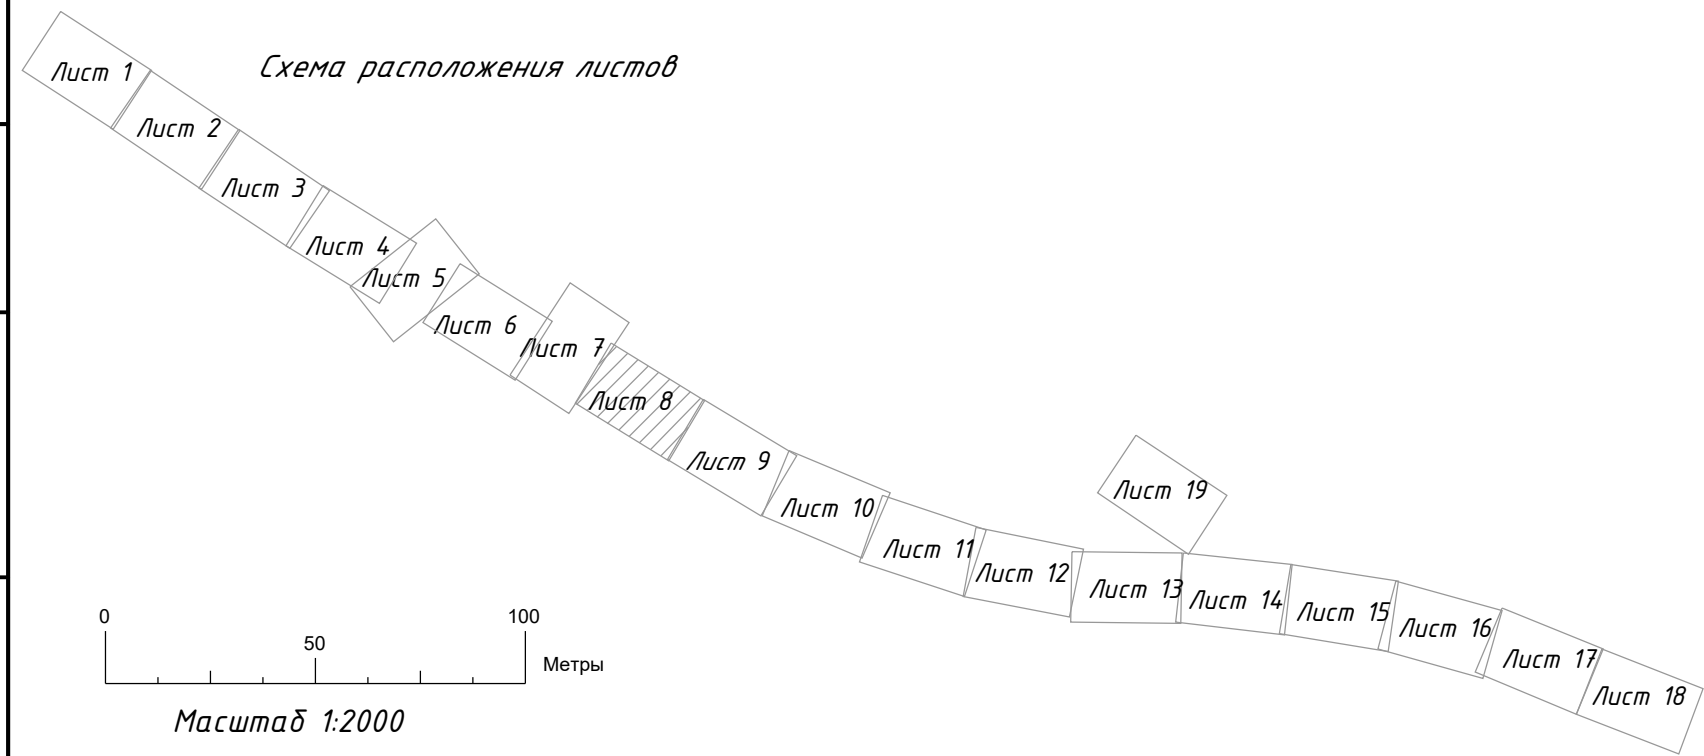 Схема расположения листов
Лист 1
Лист 2
Лист 3
Лист 4
Лист 5
Лист 6
Лист 7
Лист 8
Лист 9
Лист 10
Лист 11
Лист 12
Лист 13
Лист 14
Лист 15
Лист 16
Лист 17
Лист 18
Лист 19
0
50
100
Метры
Масштаб 1:2000